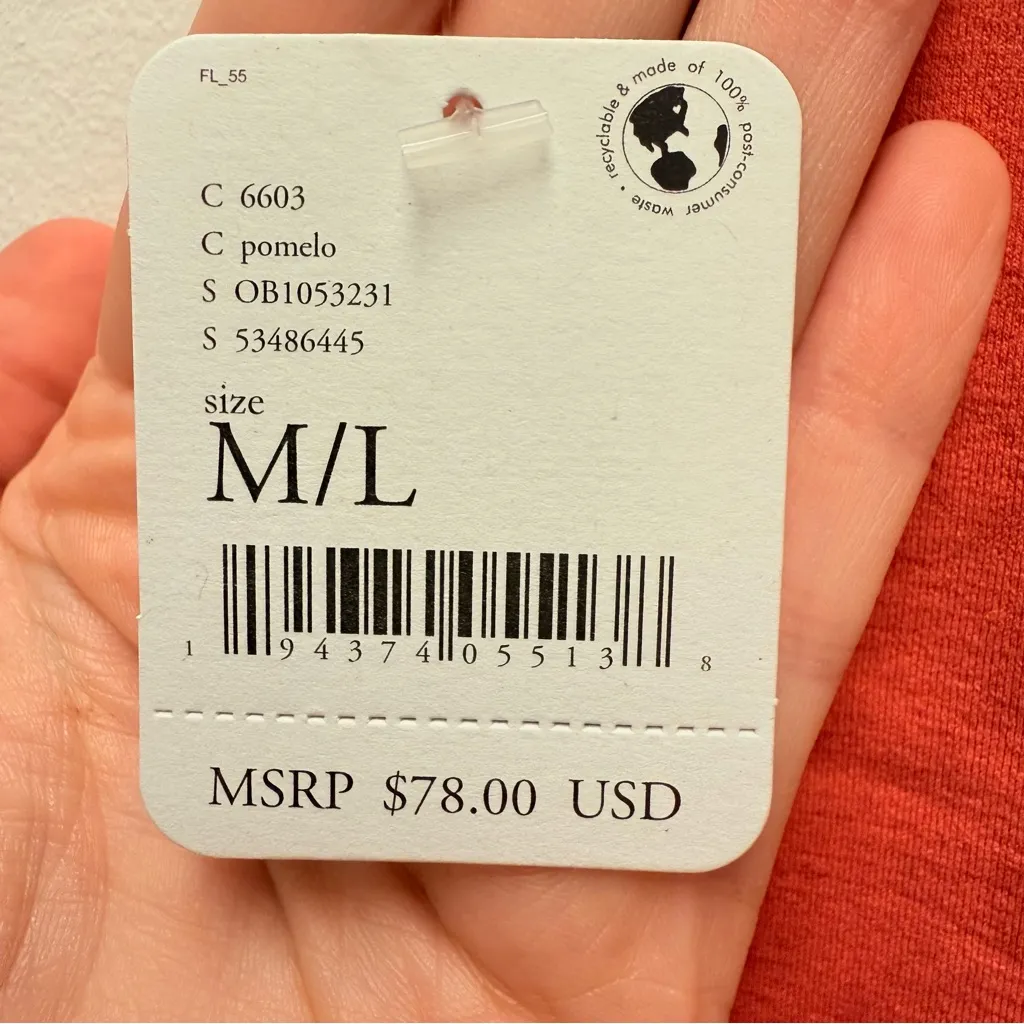 FL_55
recyclable & made of 100% post-consumer waste •
C 6603
C pomelo
S OB1053231
S 53486445
size
M/L
1 94374 05513 8
MSRP $78.00 USD